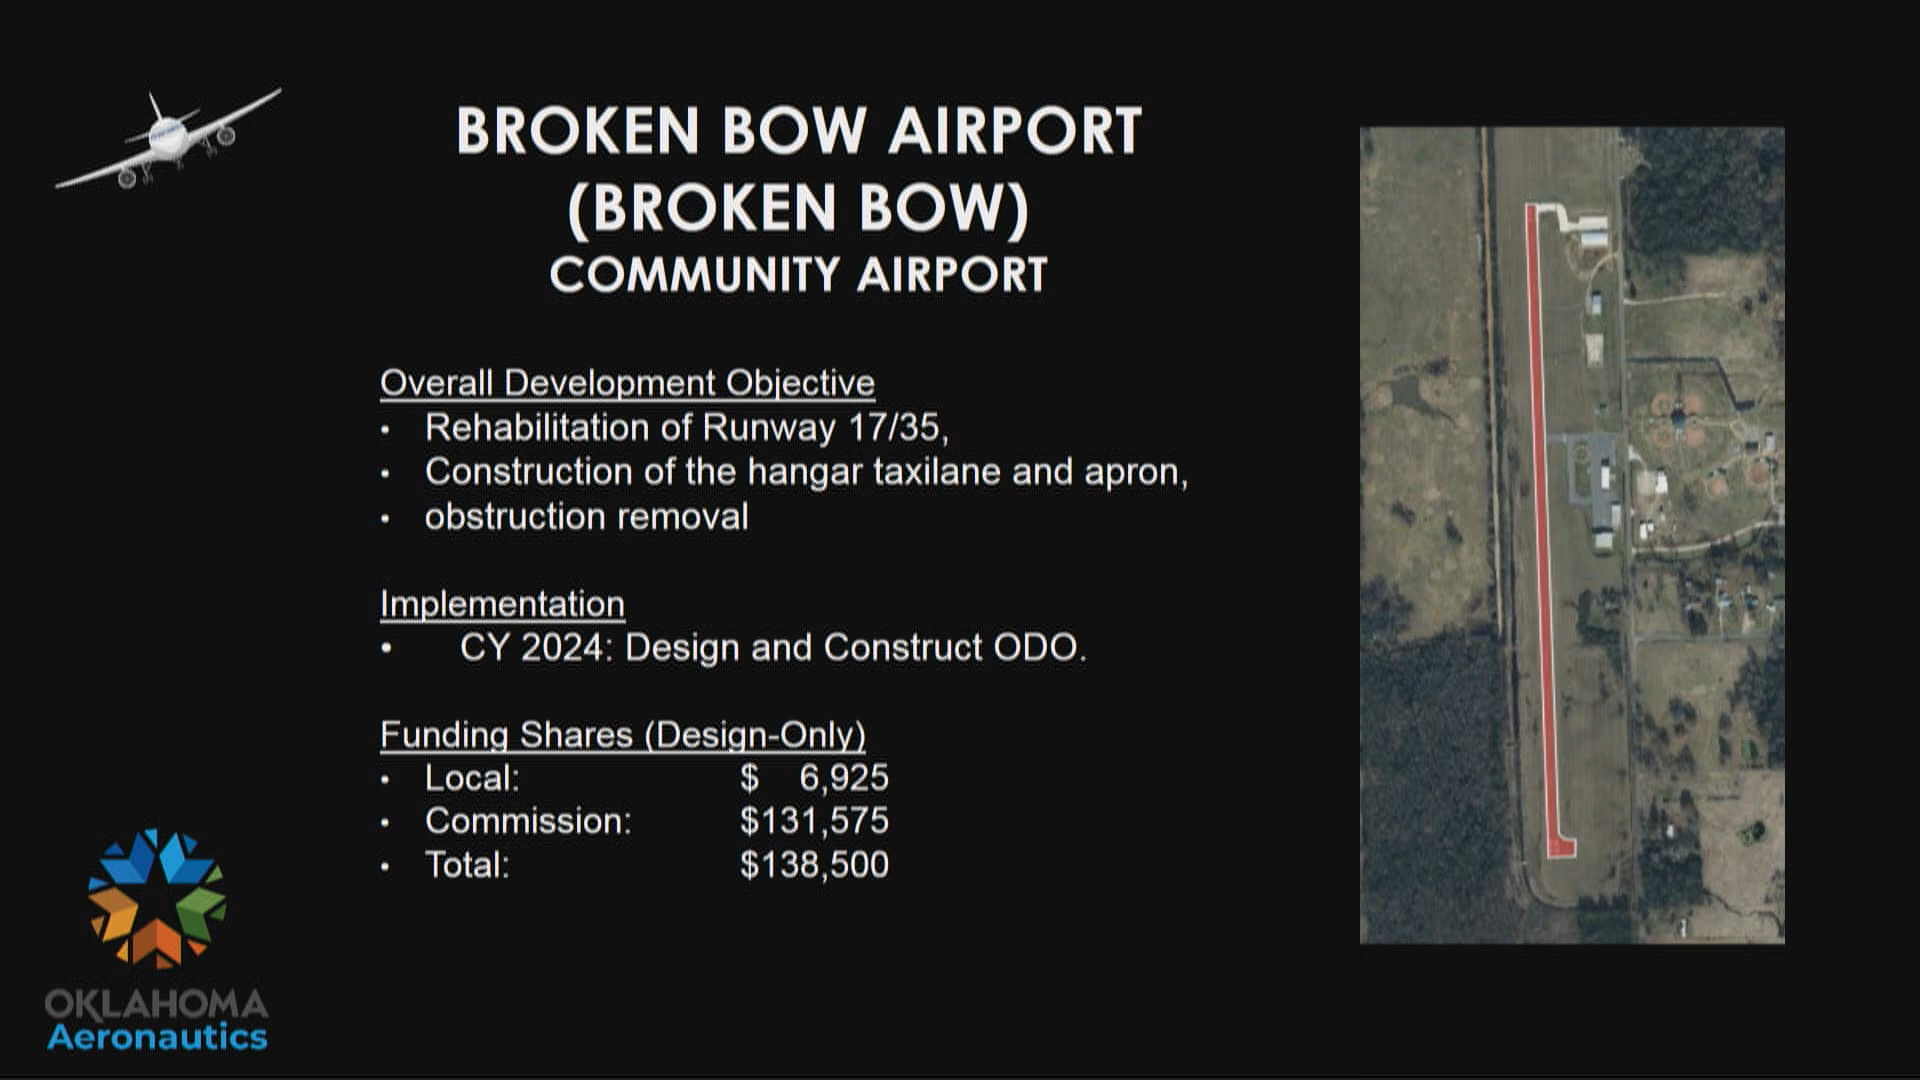 BROKEN BOW AIRPORT
(BROKEN BOW)
COMMUNITY AIRPORT
Overall Development Objective
• Rehabilitation of Runway 17/35,
• Construction of the hangar taxilane and apron,
• obstruction removal
Implementation
• CY 2024: Design and Construct ODO.
Funding Shares (Design-Only)
• Local: $ 6,925
• Commission: $131,575
• Total: $138,500
OKLAHOMA
Aeronautics